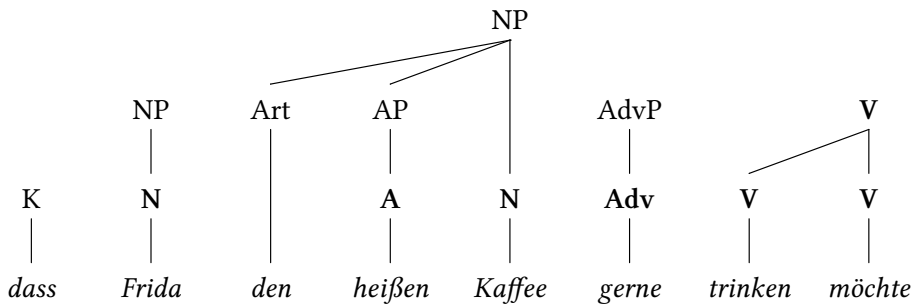 NP
NP Art AP AdvP V
K N A N Adv V V
dass Frida den heißen Kaffee gerne trinken möchte